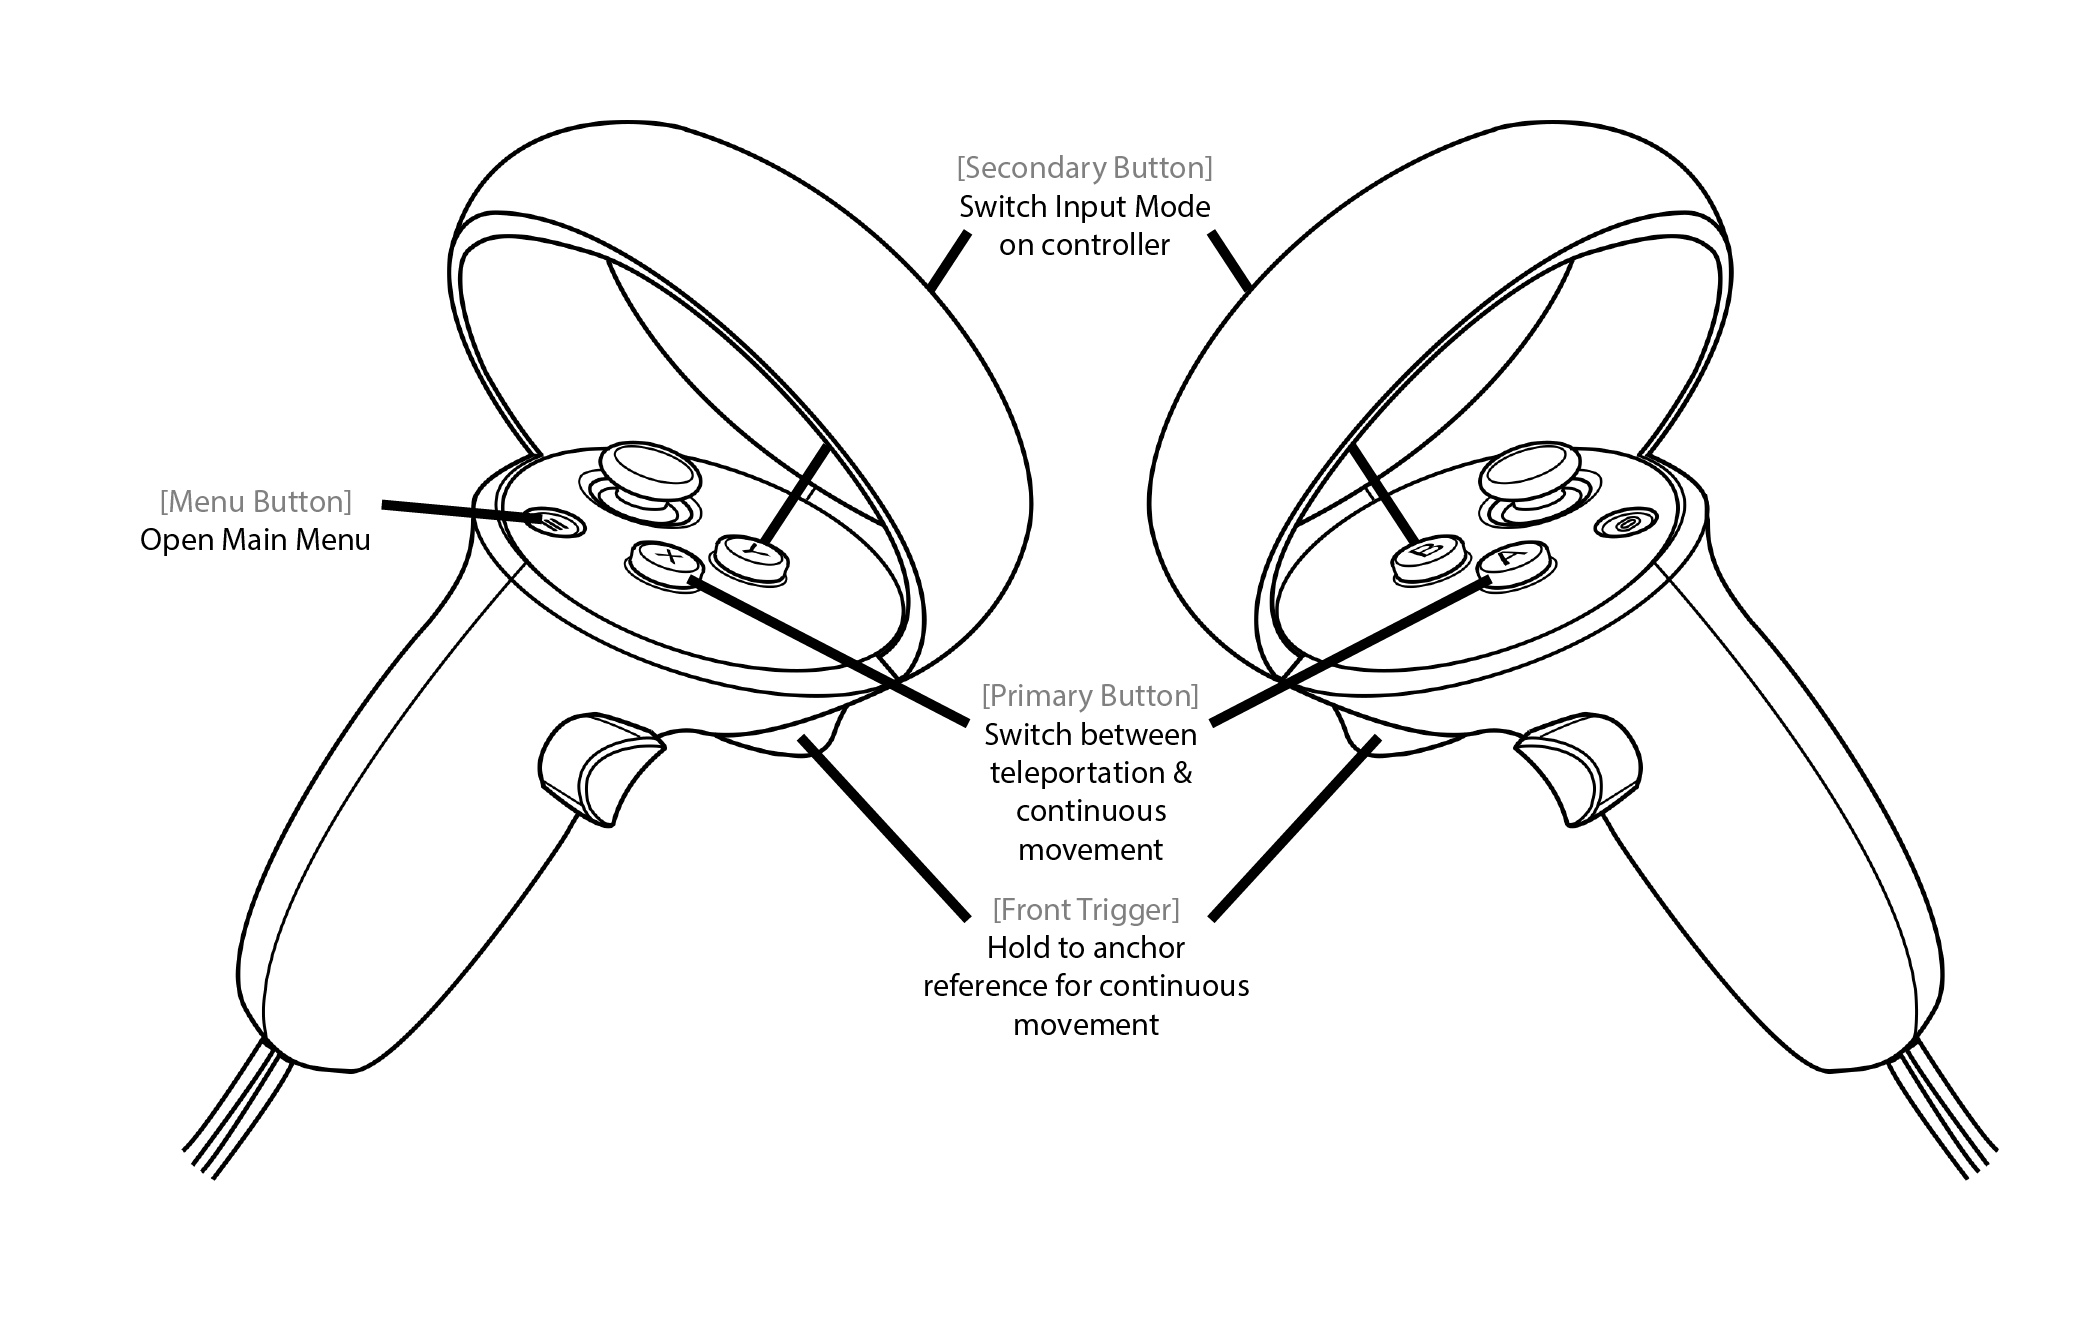 [Secondary Button]
Switch Input Mode
on controller
[Menu Button]
Open Main Menu
X
Y
B
A
[Primary Button]
Switch between
teleportation &
continuous
movement
[Front Trigger]
Hold to anchor
reference for continuous
movement